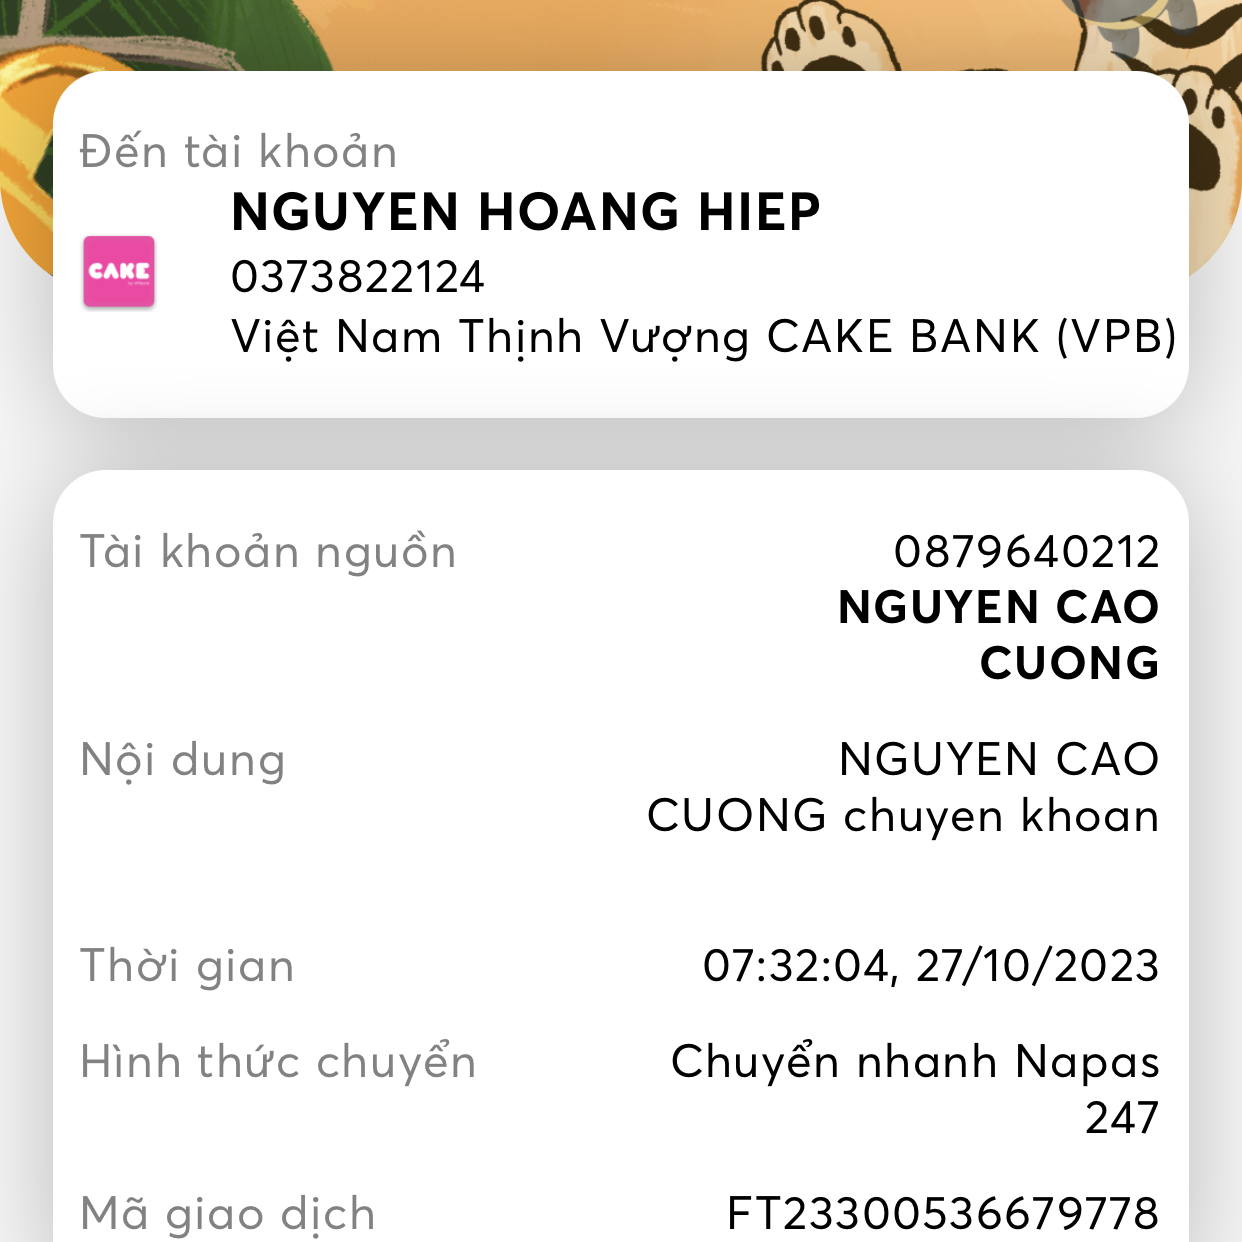 Đến tài khoản
NGUYEN HOANG HIEP
CAKE
0373822124
Việt Nam Thịnh Vượng CAKE BANK (VPB)
Tài khoản nguồn
0879640212
NGUYEN CAO
CUONG
Nội dung
NGUYEN CAO
CUONG chuyen khoan
Thời gian
07:32:04, 27/10/2023
Hình thức chuyển
Chuyển nhanh Napas
247
Mã giao dịch
FT23300536679778